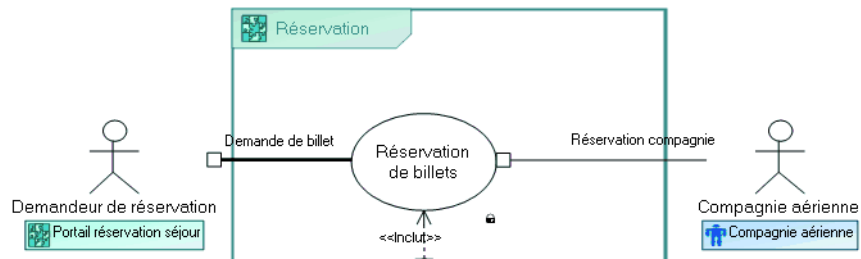 Réservation
Demande de billet
Réservation
de billets
Réservation compagnie
Demandeur de réservation
Portail réservation séjour
Compagnie aérienne
Compagnie aérienne
<<Inclut>>